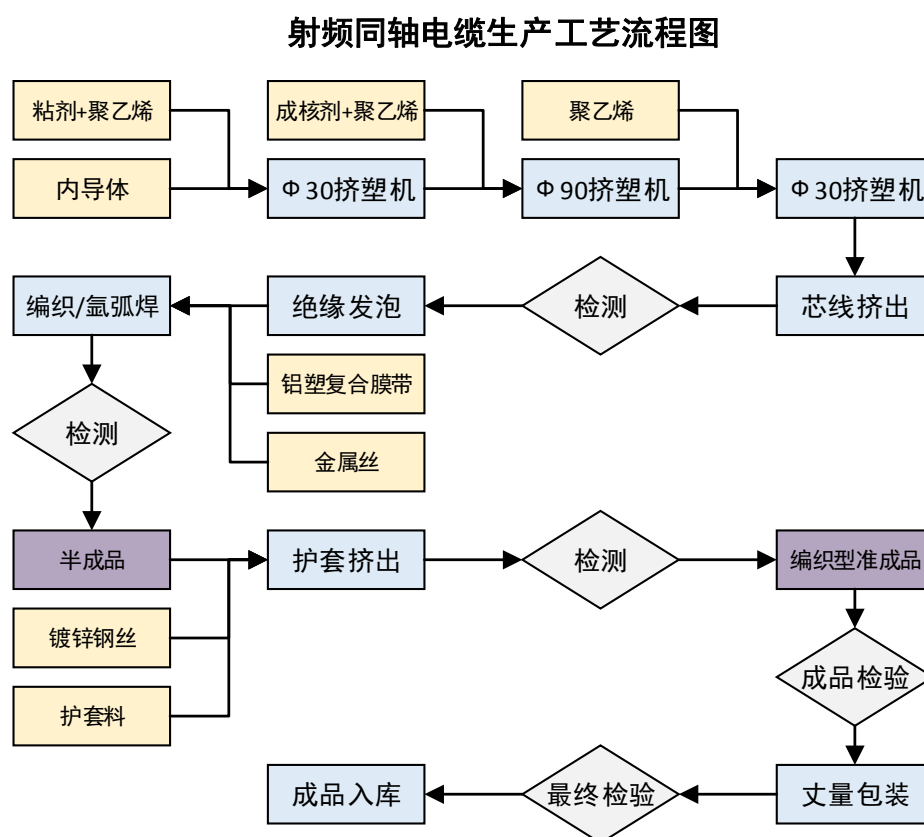 射频同轴电缆生产工艺流程图
粘剂+聚乙烯
成核剂+聚乙烯
聚乙烯
内导体
Φ30挤塑机
Φ90挤塑机
Φ30挤塑机
编织/氩弧焊
绝缘发泡
检测
芯线挤出
铝塑复合膜带
检测
金属丝
半成品
护套挤出
检测
编织型准成品
镀锌钢丝
成品检验
护套料
成品入库
最终检验
丈量包装